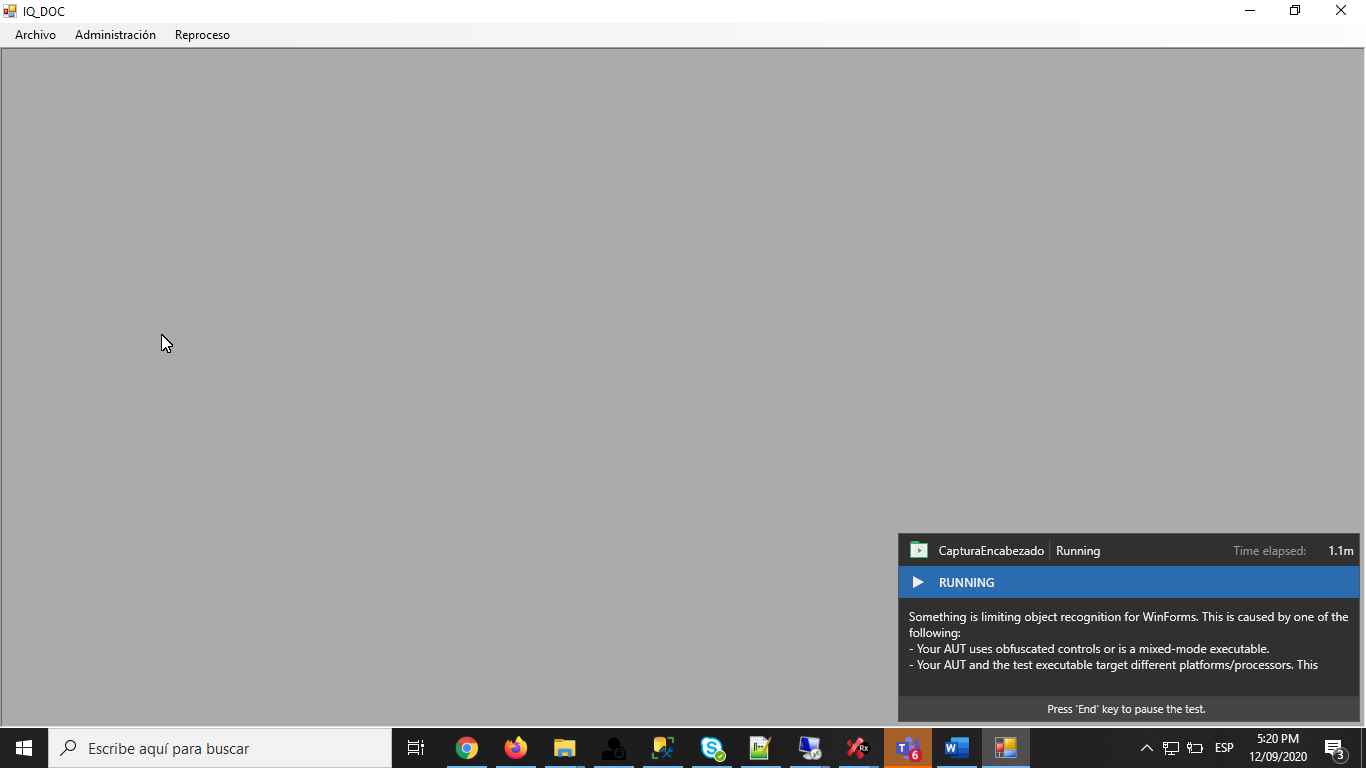 IQ_DOC
Archivo Administración Reproceso
CapturaEncabezado Running Time elapsed: 1.1m
RUNNING
Something is limiting object recognition for WinForms. This is caused by one of the
following:
- Your AUT uses obfuscated controls or is a mixed-mode executable.
- Your AUT and the test executable target different platforms/processors. This
Press 'End' key to pause the test.
Escribe aquí para buscar
Rx
6
ESP
5:20 PM
12/09/2020
3